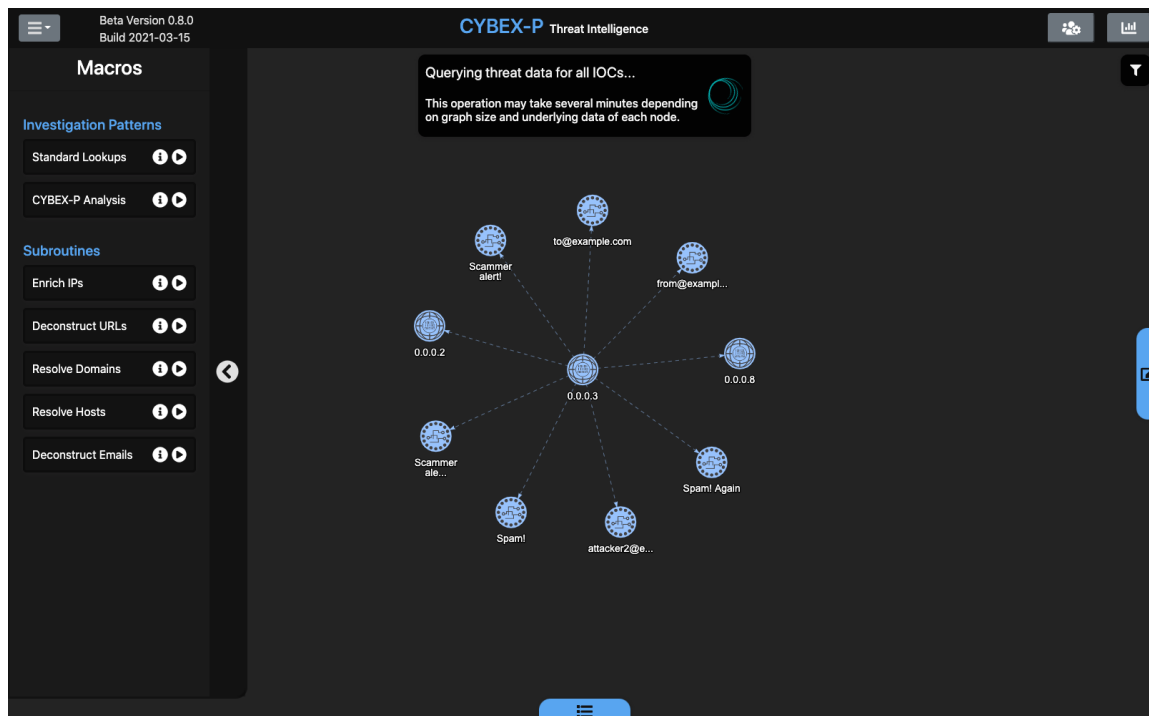 Beta Version 0.8.0
Build 2021-03-15
CYBEX-P Threat Intelligence
Macros
Investigation Patterns
Standard Lookups
CYBEX-P Analysis
Subroutines
Enrich IPs
Deconstruct URLs
Resolve Domains
Resolve Hosts
Deconstruct Emails
Querying threat data for all IOCs...
This operation may take several minutes depending
on graph size and underlying data of each node.
to@example.com
Scammer
alert!
from@exampl...
0.0.0.2
0.0.0.8
0.0.0.3
Scammer
ale...
Spam! Again
Spam!
attacker2@e...